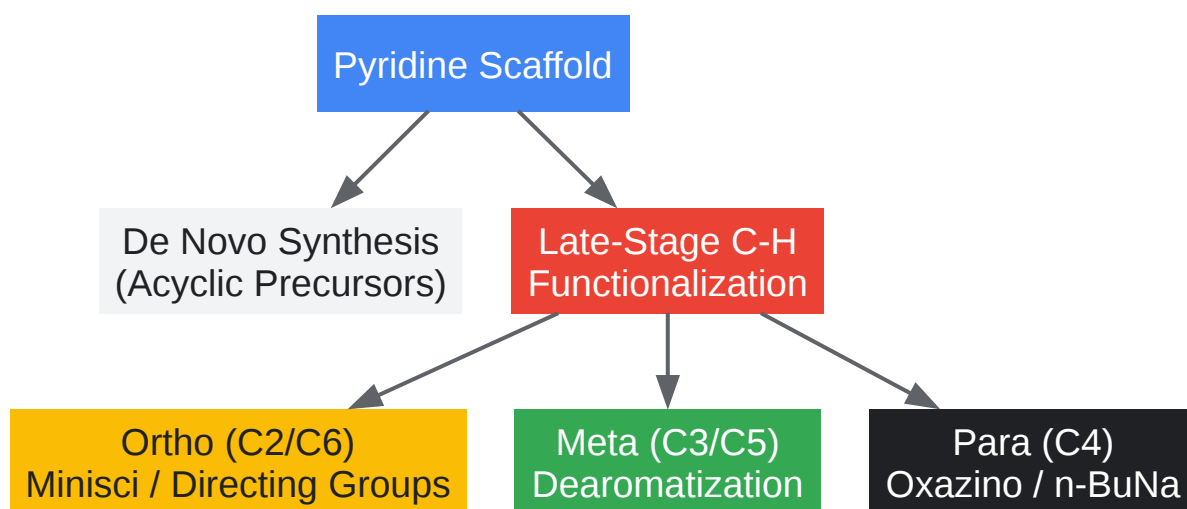 Pyridine Scaffold
De Novo Synthesis
(Acyclic Precursors)
Late-Stage C-H
Functionalization
Ortho (C2/C6)
Minisci / Directing Groups
Meta (C3/C5)
Dearomatization
Para (C4)
Oxazino / n-BuNa